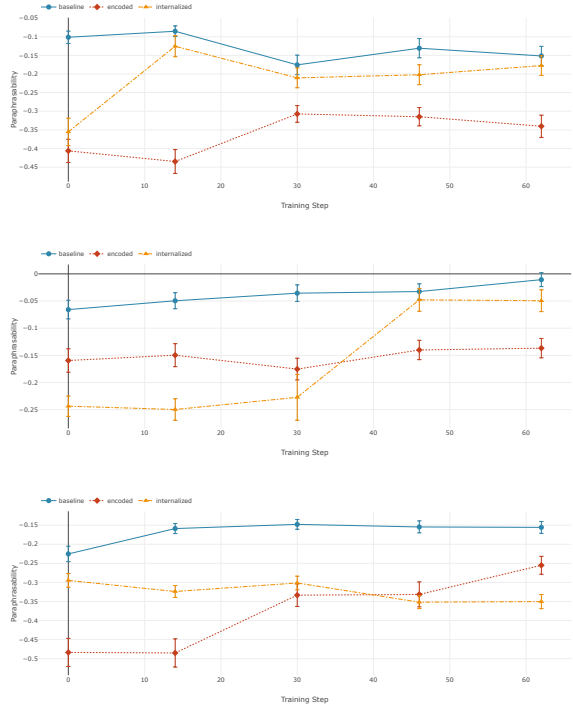 baseline encoded internalized
−0.05
−0.1
−0.15
−0.2
−0.25
−0.3
−0.35
−0.4
−0.45
Paraphrasability
0 10 20 30 40 50 60
Training Step
baseline encoded internalized
0
−0.05
−0.1
−0.15
−0.2
−0.25
Paraphrasability
0 10 20 30 40 50 60
Training Step
baseline encoded internalized
−0.15
−0.2
−0.25
−0.3
−0.35
−0.4
−0.45
−0.5
Paraphrasability
0 10 20 30 40 50 60
Training Step